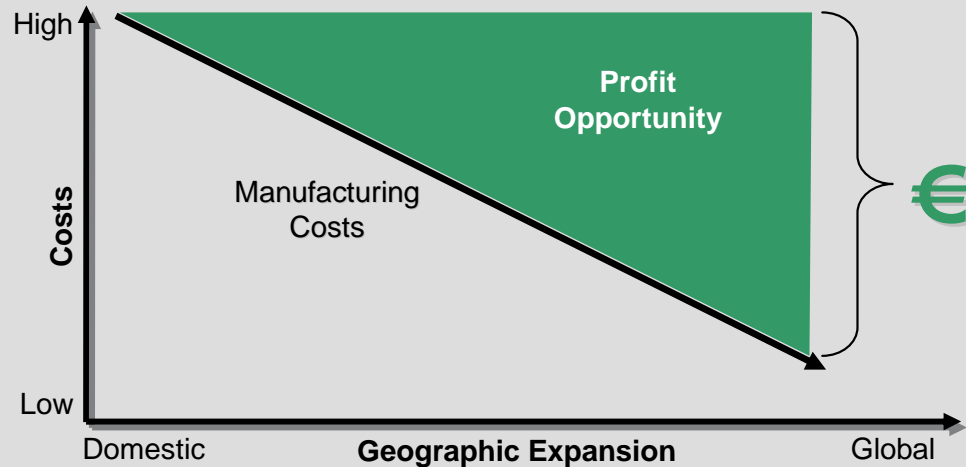 High
Profit
Opportunity
Manufacturing
Costs
€
Costs
Low
Domestic
Geographic Expansion
Global